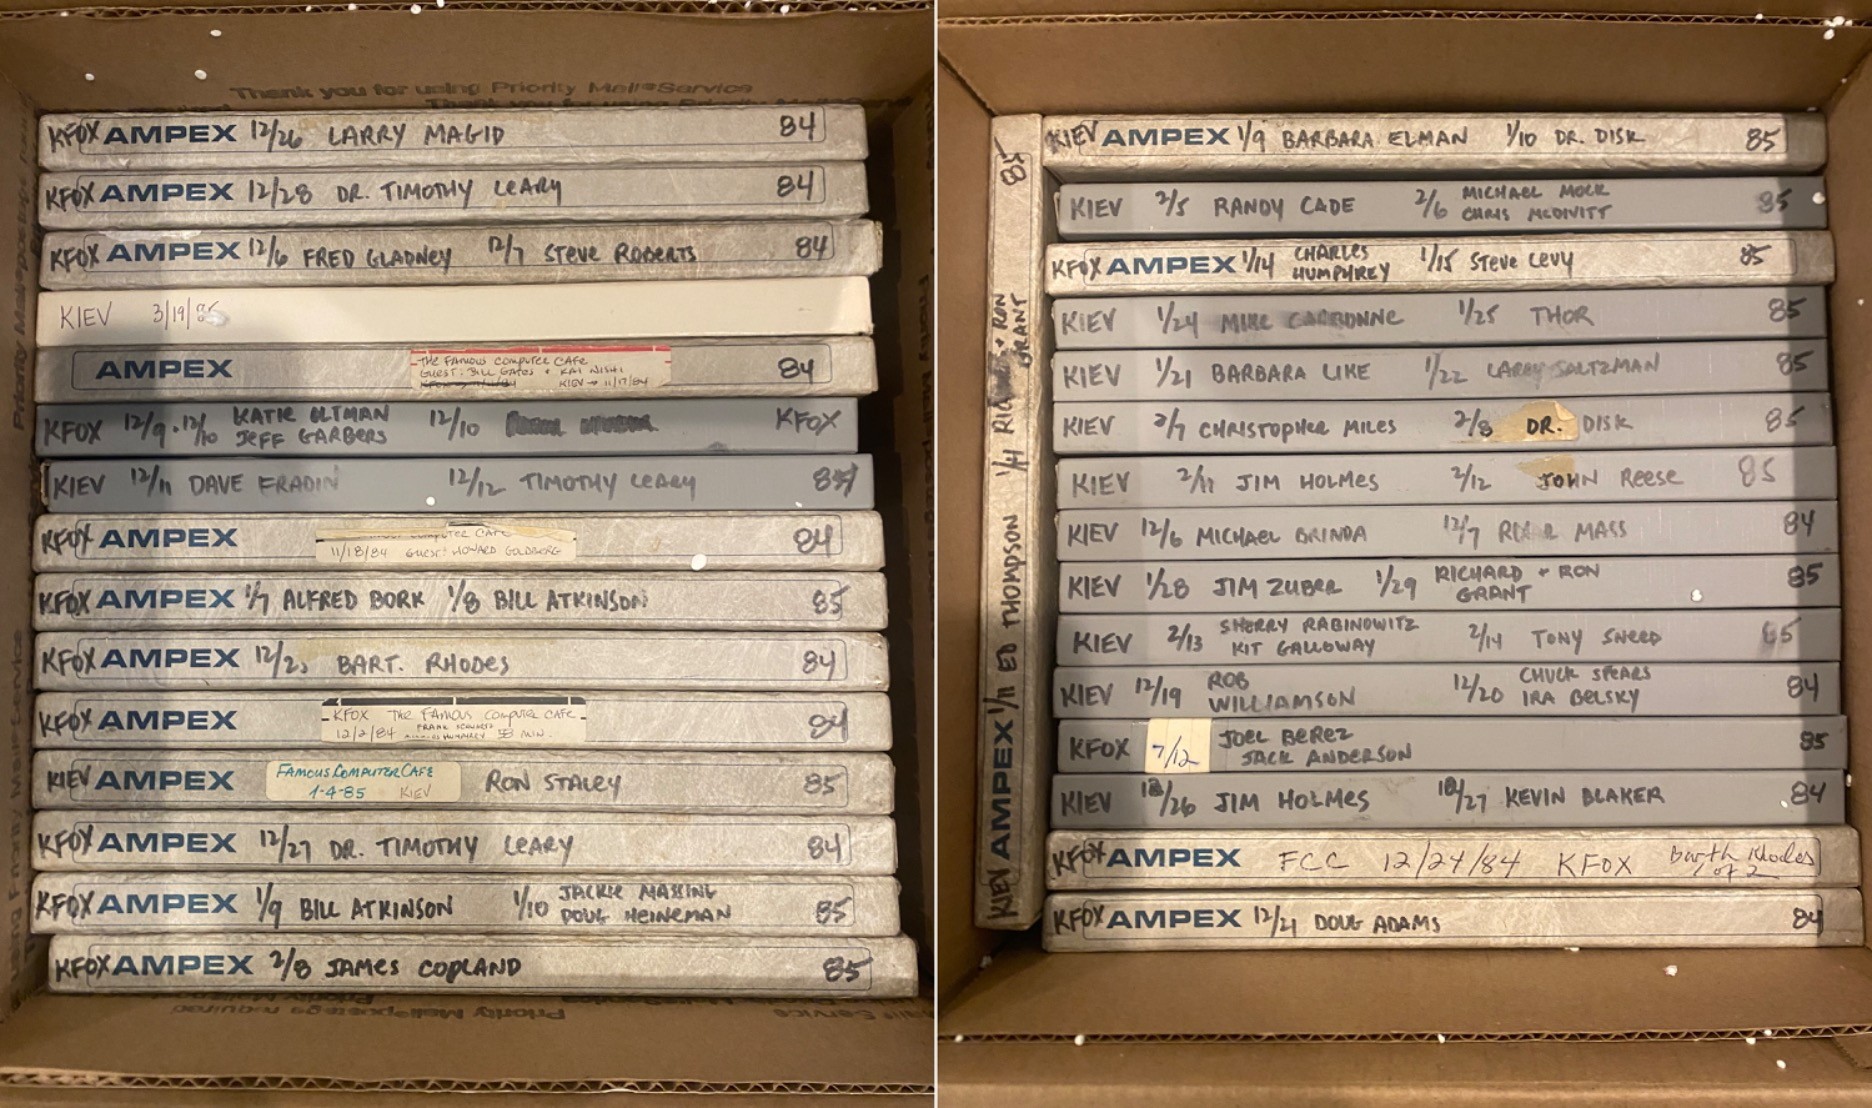 Thank you for using Priority Mail Service
KFOX AMPEX 12/26 LARRY MAGID 84
KFOX AMPEX 12/28 DR. TIMOTHY LEARY 84
KFOX AMPEX 12/6 FRED GLADNEY 12/7 STEVE ROBERTS 84
KIEV 3/19/85
AMPEX 84
THE FAMOUS COMPUTER CAFE
GUEST: BILL GATES + KAY NISHI
KIEV → 11/17/84
KFOX 12/9 · 12/10 KATIE OLTMAN 12/10 KFOX
JEFF GARBERS
KIEV 12/11 DAVE FRADIN 12/12 TIMOTHY LEARY 84
KFOX AMPEX 84
COMPUTER CAFE
11/18/84 GUEST: HOWARD GOLDBERG
KFOX AMPEX 1/7 ALFRED BORK 1/8 BILL ATKINSON 85
KFOX AMPEX BART. RHODES 84
KFOX AMPEX 84
KFOX THE FAMOUS COMPUTER CAFE
12/2/84 58 MIN.
KIEV AMPEX FAMOUS COMPUTER CAFE RON STALEY 85
1-4-85 KIEV
KFOX AMPEX 12/27 DR. TIMOTHY LEARY 84
KFOX AMPEX 1/9 BILL ATKINSON 1/10 JACKIE 85
DOUG HEINEMAN
KFOX AMPEX 2/8 JAMES COPLAND 85
KIEV AMPEX 1/11 ED THOMPSON 1/14 + RON 85
GRANT
KIEV AMPEX 1/9 BARBARA ELMAN 1/10 DR. DISK 85
KIEV 2/5 RANDY CADE 2/6 MICHAEL MOCK 85
CHRIS MCDIVITT
KFOX AMPEX 1/14 CHARLES 1/15 STEVE LEVY 85
HUMPHREY
KIEV 1/24 MIKE CARBONNE 1/25 THOR 85
KIEV 1/21 BARBARA LIKE 1/22 LARRY SALTZMAN 85
KIEV 2/7 CHRISTOPHER MILES 2/8 DR. DISK 85
KIEV 2/11 JIM HOLMES 2/12 JOHN REESE 85
KIEV 12/6 MICHAEL BRINDA 12/7 MASS 84
KIEV 1/28 JIM ZUBER 1/29 RICHARD + RON 85
GRANT
KIEV 2/13 SHERRY RABINOWITZ 2/14 TONY SNEED 85
KIT GALLOWAY
KIEV 12/19 ROB 12/20 CHUCK SPEARS 84
WILLIAMSON IRA BELSKY
KFOX 7/12 JOEL BEREZ 85
JACK ANDERSON
KIEV JIM HOLMES KEVIN BLAKER 84
KFOX AMPEX FCC 12/24/84 KFOX Barth Rhodes
1 of 2
KFOX AMPEX 12/21 DOUG ADAMS 84